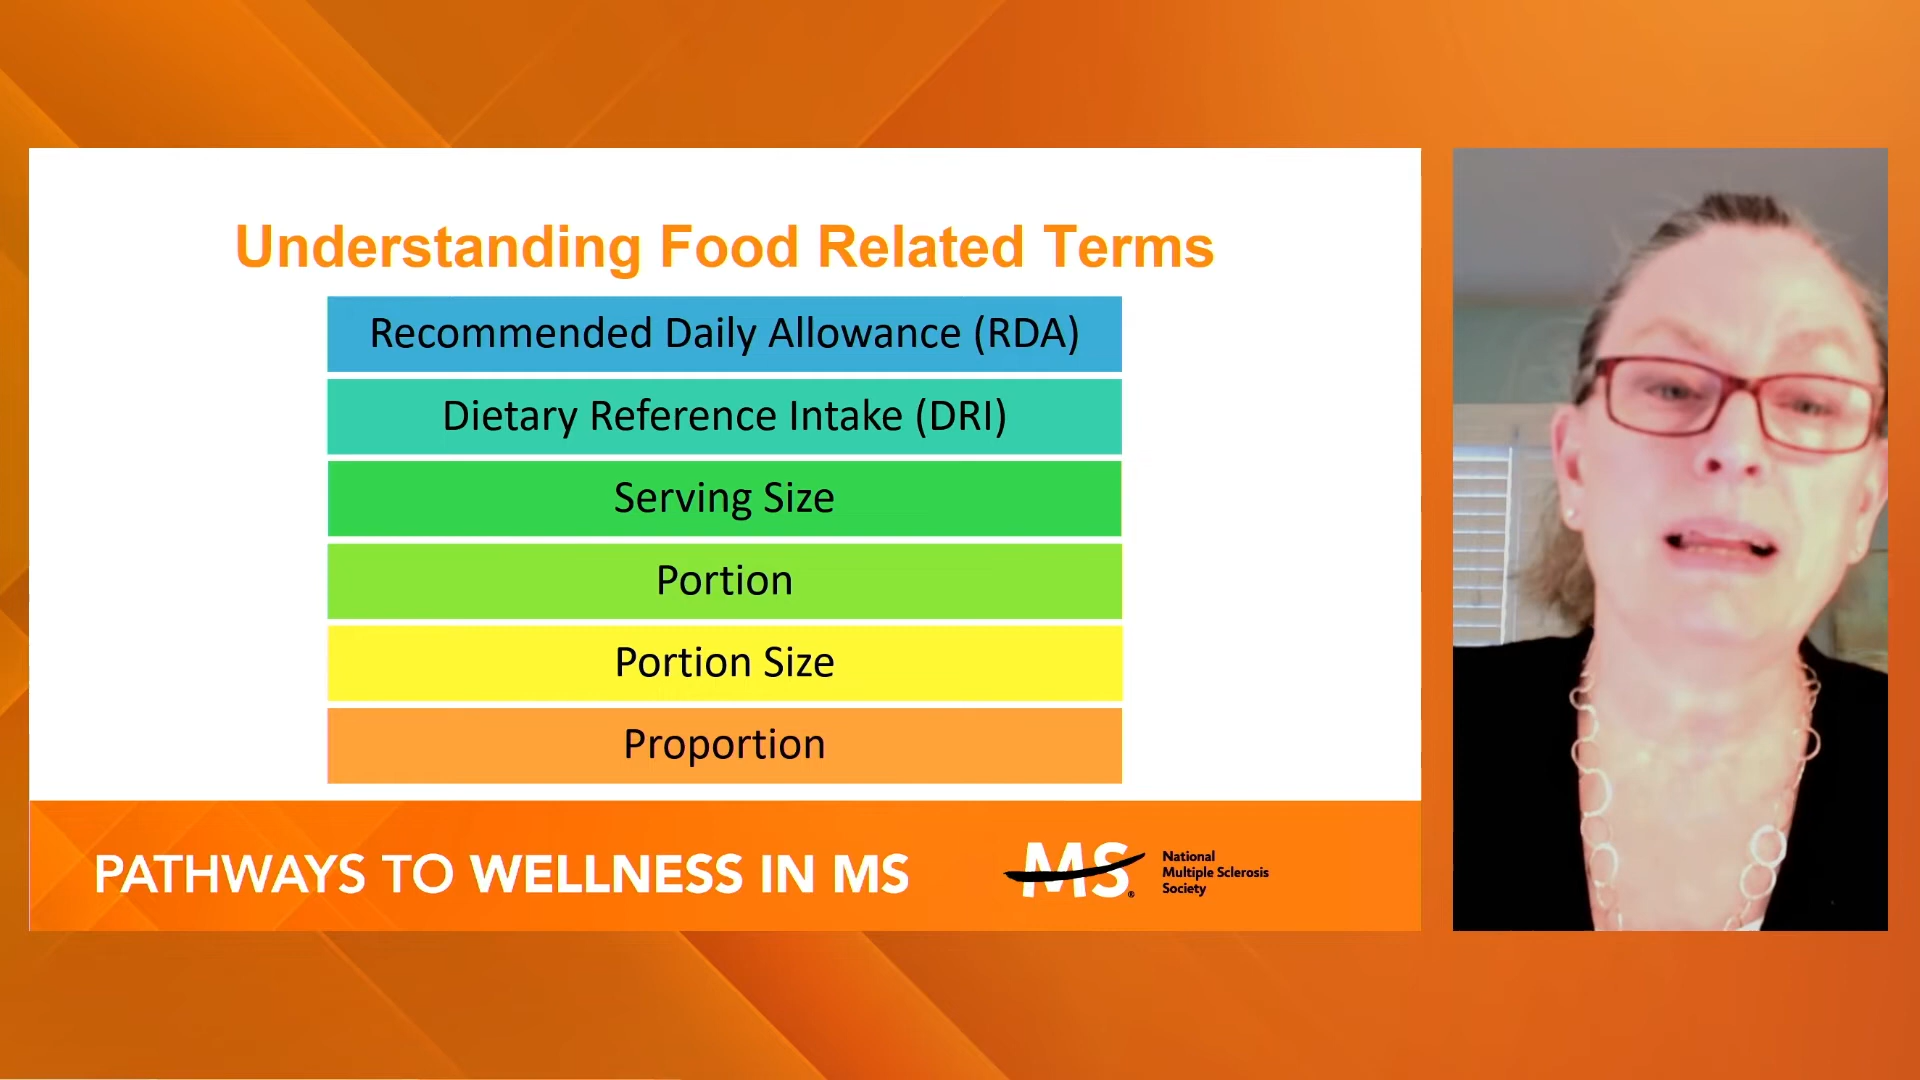 Understanding Food Related Terms
Recommended Daily Allowance (RDA)
Dietary Reference Intake (DRI)
Serving Size
Portion
Portion Size
Proportion
PATHWAYS TO WELLNESS IN MS
MS®
National
Multiple Sclerosis
Society